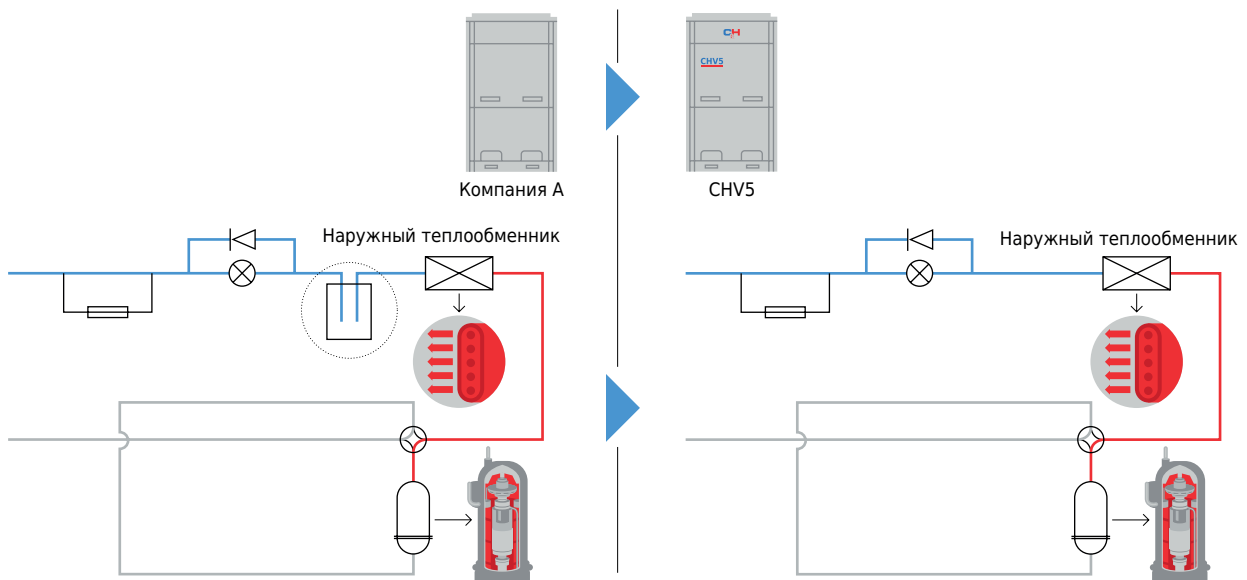 C&H
CHV5
Компания А
CHV5
Наружный теплообменник
Наружный теплообменник